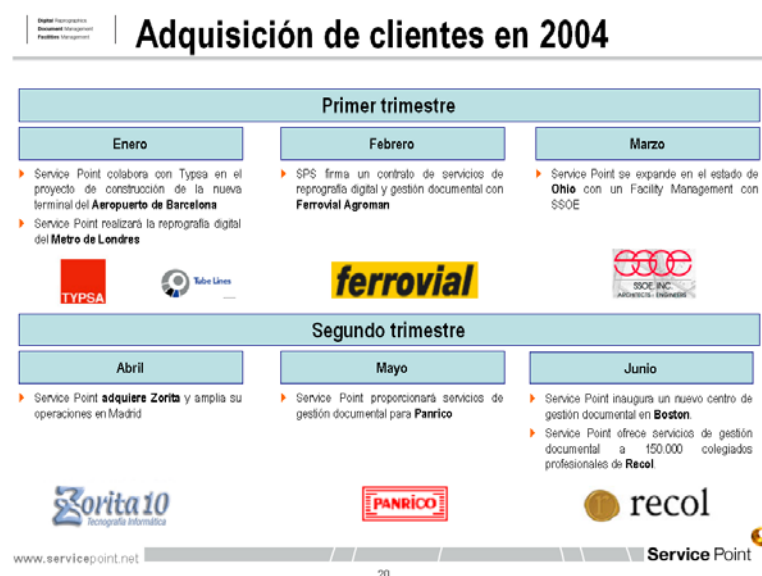 Digital Reprographics
Document Management
Facilities Management
Adquisición de clientes en 2004
Primer trimestre
Enero
Febrero
Marzo
Service Point colabora con Typsa en el
proyecto de construcción de la nueva
terminal del Aeropuerto de Barcelona
Service Point realizará la reprografía digital
del Metro de Londres
SPS firma un contrato de servicios de
reprografía digital y gestión documental con
Ferrovial Agroman
Service Point se expande en el estado de
Ohio con un Facility Management con
SSOE
TYPSA
Tube Lines
ferrovial
ssoe
SSOE, INC.
ARCHITECTS - ENGINEERS
Segundo trimestre
Abril
Mayo
Junio
Service Point adquiere Zorita y amplia su
operaciones en Madrid
Service Point proporcionará servicios de
gestión documental para Panrico
Service Point inaugura un nuevo centro de
gestión documental en Boston.
Service Point ofrece servicios de gestión
documental a 150.000 colegiados
profesionales de Recol.
Zorita 10
Tecnografía Informática
PANRICO
r recol
www.servicepoint.net
Service Point
20